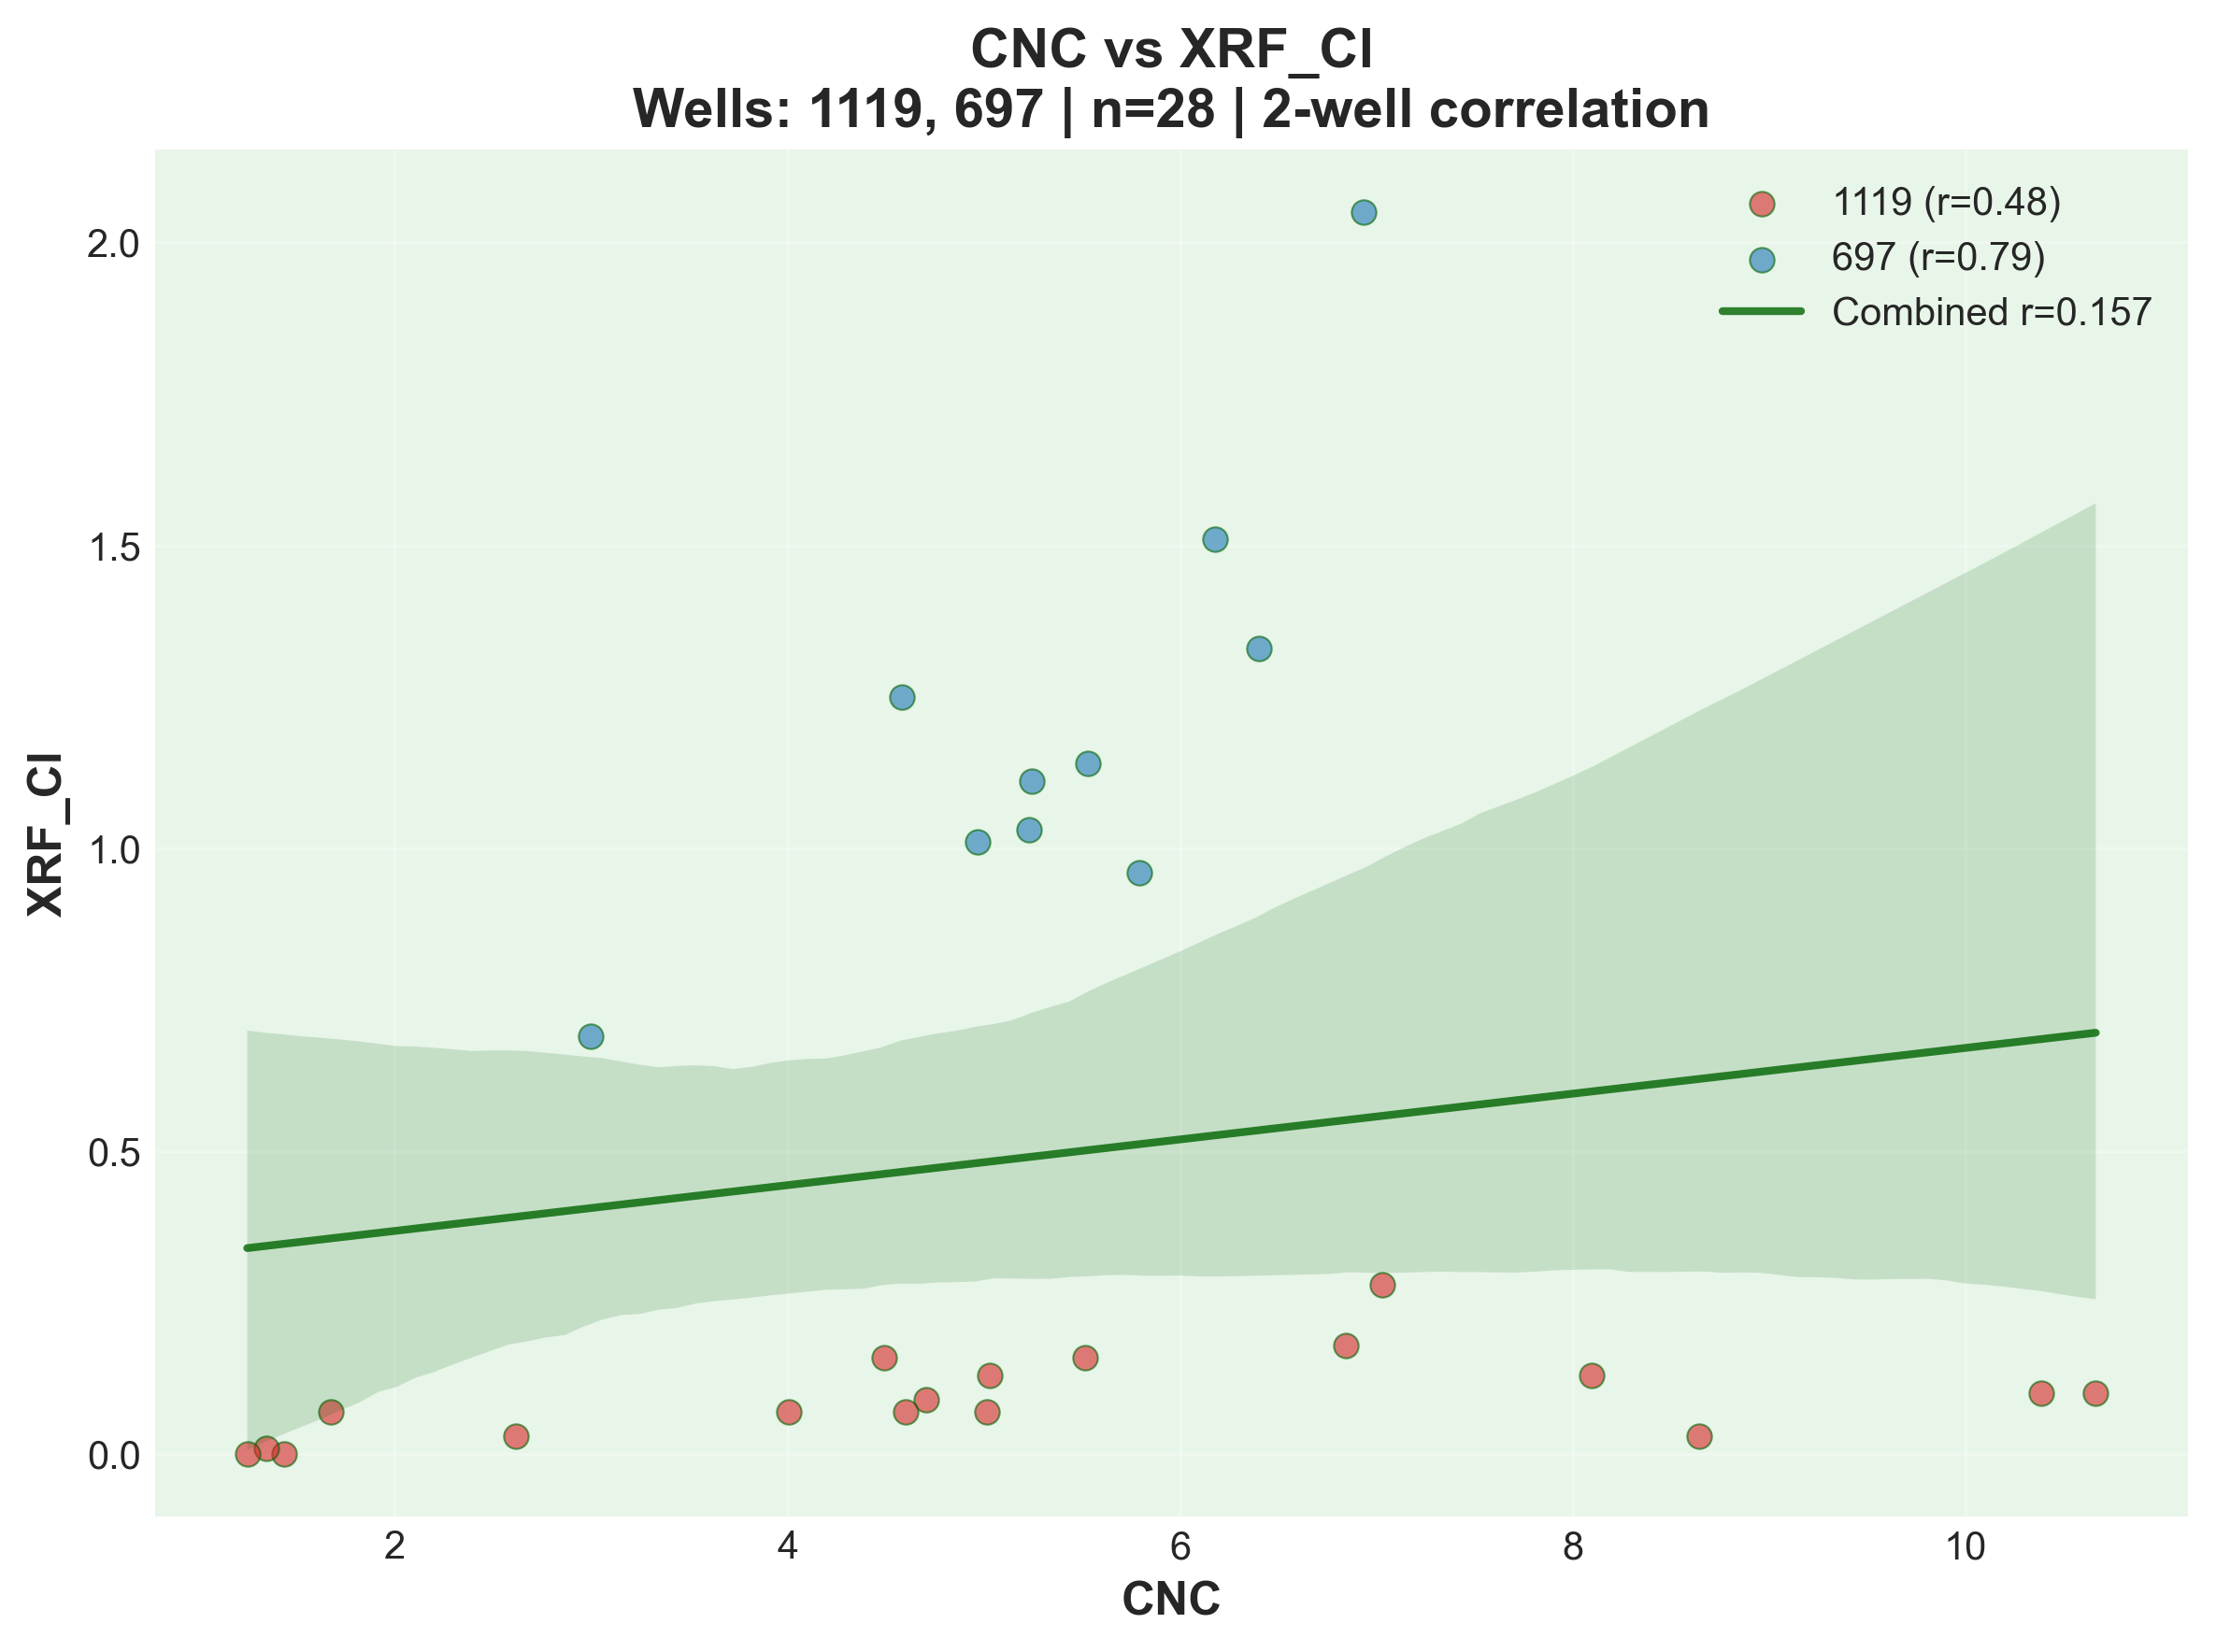 CNC vs XRF_Cl
Wells: 1119, 697 | n=28 | 2-well correlation
1119 (r=0.48)
697 (r=0.79)
Combined r=0.157
XRF_Cl
2.0
1.5
1.0
0.5
0.0
2
4
6
8
10
CNC